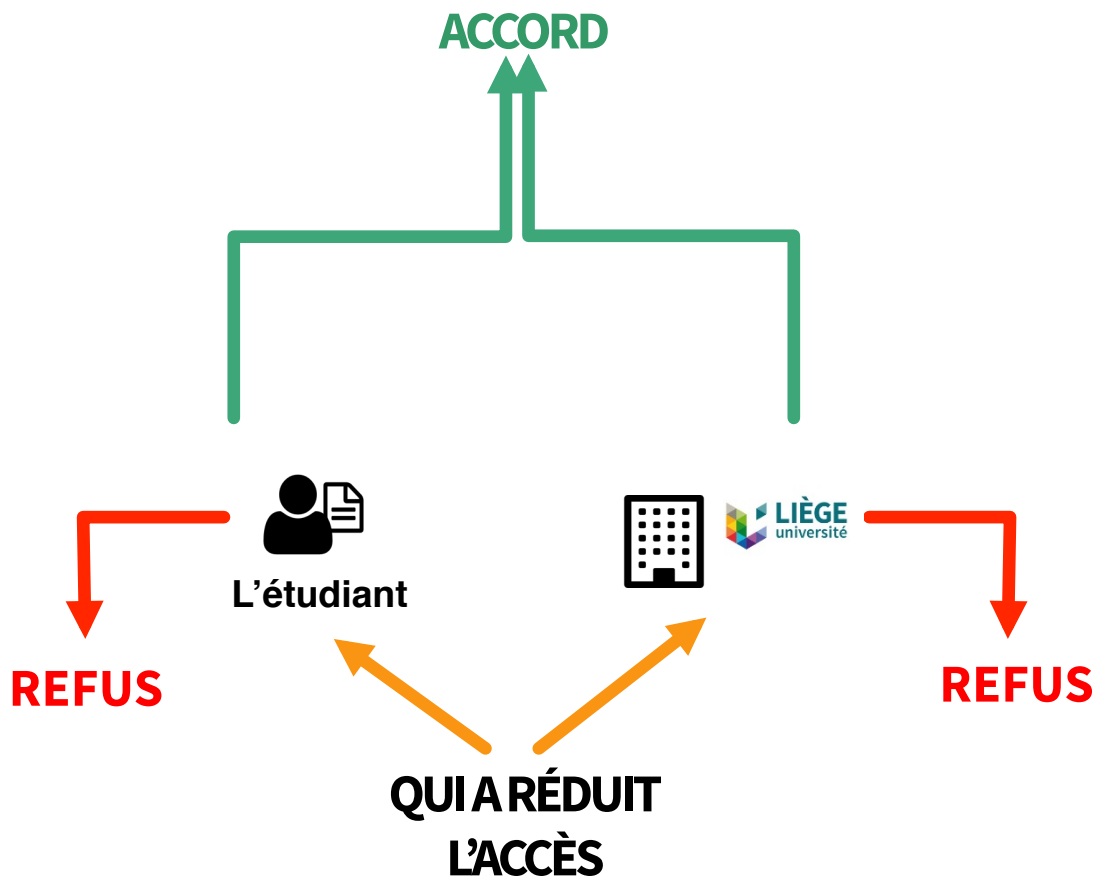 ACCORD
LIÈGE
université
L’étudiant
REFUS
REFUS
QUI A RÉDUIT
L’ACCÈS